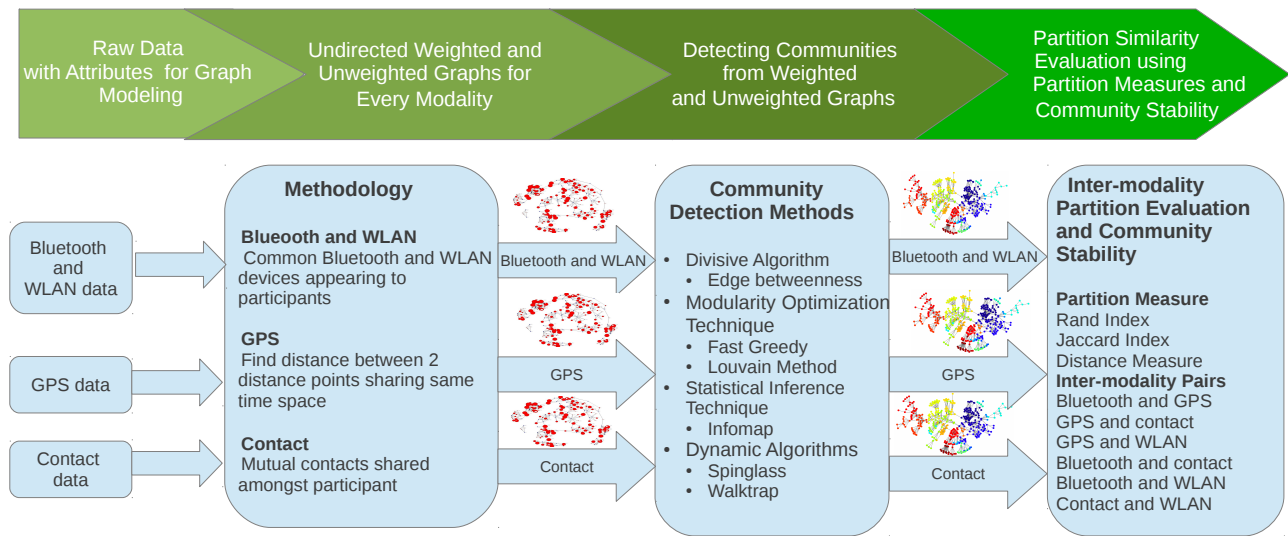 Raw Data
with Attributes for Graph
Modeling
Undirected Weighted and
Unweighted Graphs for
Every Modality
Detecting Communities
from Weighted
and Unweighted Graphs
Partition Similarity
Evaluation using
Partition Measures and
Community Stability
Bluetooth
and
WLAN data
GPS data
Contact
data
Methodology
Blueooth and WLAN
Common Bluetooth and WLAN
devices appearing to
participants
GPS
Find distance between 2
distance points sharing same
time space
Contact
Mutual contacts shared
amongst participant
Bluetooth and WLAN
GPS
Contact
Community
Detection Methods
• Divisive Algorithm
• Edge betweenness
• Modularity Optimization
Technique
• Fast Greedy
• Louvain Method
• Statistical Inference
Technique
• Infomap
• Dynamic Algorithms
• Spinglass
• Walktrap
Bluetooth and WLAN
GPS
Contact
Inter-modality
Partition Evaluation
and Community
Stability
Partition Measure
Rand Index
Jaccard Index
Distance Measure
Inter-modality Pairs
Bluetooth and GPS
GPS and contact
GPS and WLAN
Bluetooth and contact
Bluetooth and WLAN
Contact and WLAN